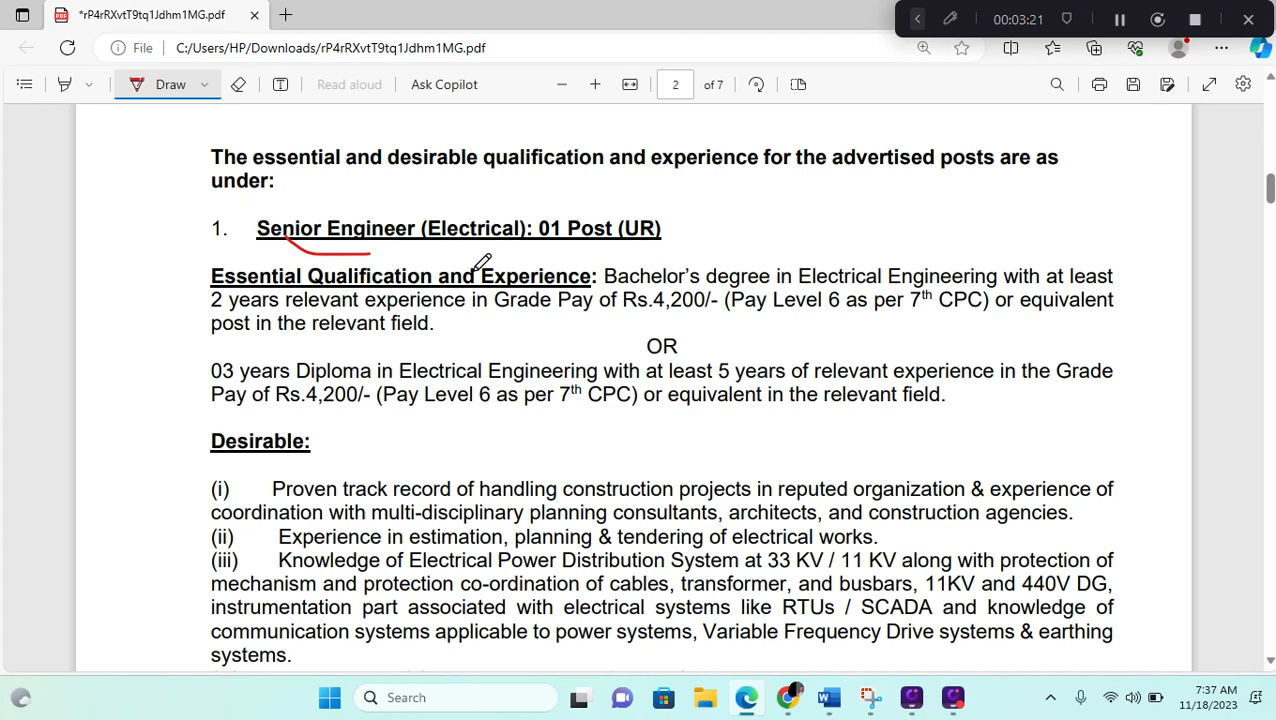 *rP4rRXvtT9tq1Jdhm1MG.pdf
00:03:21
File C:/Users/HP/Downloads/rP4rRXvtT9tq1Jdhm1MG.pdf
Draw Read aloud Ask Copilot 2 of 7
The essential and desirable qualification and experience for the advertised posts are as
under:
1. Senior Engineer (Electrical): 01 Post (UR)
Essential Qualification and Experience: Bachelor's degree in Electrical Engineering with at least
2 years relevant experience in Grade Pay of Rs.4,200/- (Pay Level 6 as per 7th CPC) or equivalent
post in the relevant field.
OR
03 years Diploma in Electrical Engineering with at least 5 years of relevant experience in the Grade
Pay of Rs.4,200/- (Pay Level 6 as per 7th CPC) or equivalent in the relevant field.
Desirable:
(i) Proven track record of handling construction projects in reputed organization & experience of
coordination with multi-disciplinary planning consultants, architects, and construction agencies.
(ii) Experience in estimation, planning & tendering of electrical works.
(iii) Knowledge of Electrical Power Distribution System at 33 KV / 11 KV along with protection of
mechanism and protection co-ordination of cables, transformer, and busbars, 11KV and 440V DG,
instrumentation part associated with electrical systems like RTUs / SCADA and knowledge of
communication systems applicable to power systems, Variable Frequency Drive systems & earthing
systems.
Search
7:37 AM
11/18/2023